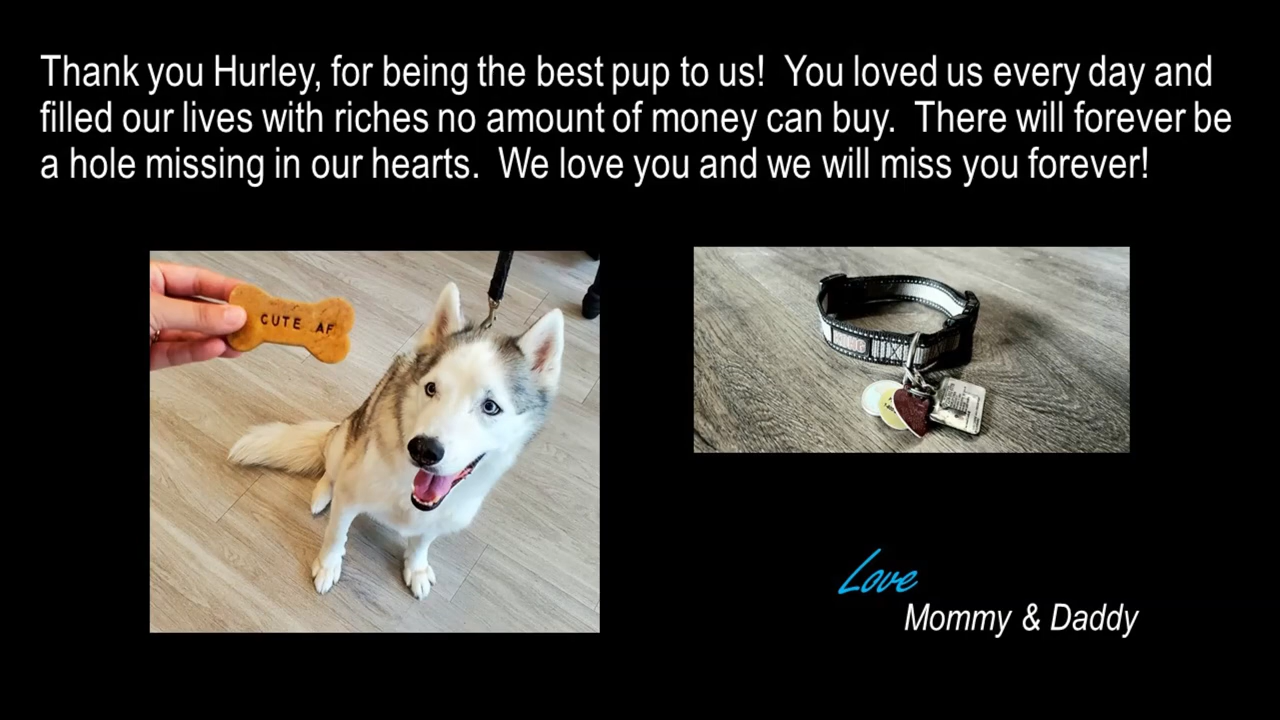 Thank you Hurley, for being the best pup to us!  You loved us every day and
filled our lives with riches no amount of money can buy.  There will forever be
a hole missing in our hearts.  We love you and we will miss you forever!
CUTE AF
Love
Mommy & Daddy